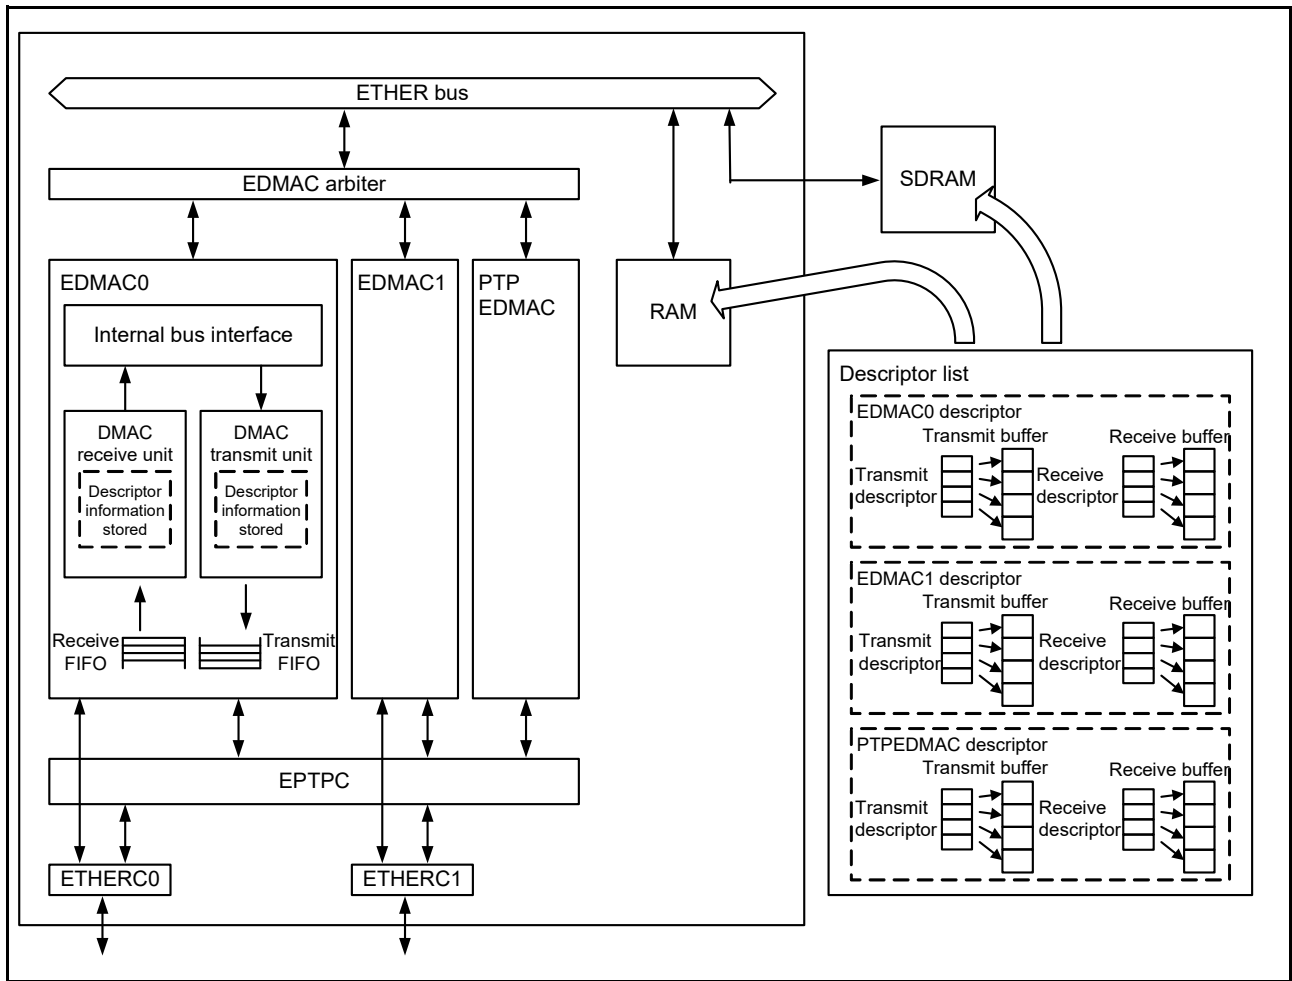 ETHER bus
EDMAC arbiter
SDRAM
EDMAC0
EDMAC1
PTP
EDMAC
RAM
Internal bus interface
DMAC
receive unit
Descriptor
information
stored
DMAC
transmit unit
Descriptor
information
stored
Receive
FIFO
Transmit
FIFO
EPTPC
ETHERC0
ETHERC1
Descriptor list
EDMAC0 descriptor
Transmit buffer
Receive buffer
Transmit
descriptor
Receive
descriptor
EDMAC1 descriptor
Transmit buffer
Receive buffer
Transmit
descriptor
Receive
descriptor
PTPEDMAC descriptor
Transmit buffer
Receive buffer
Transmit
descriptor
Receive
descriptor